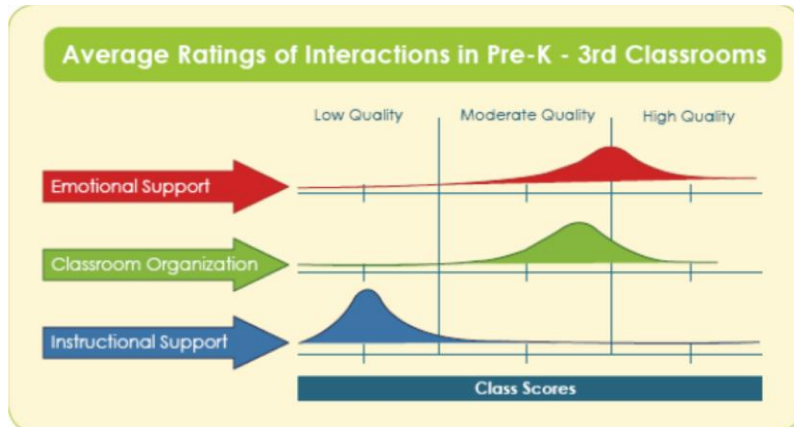 Average Ratings of Interactions in Pre-K - 3rd Classrooms
Low Quality
Moderate Quality
High Quality
Emotional Support
Classroom Organization
Instructional Support
Class Scores